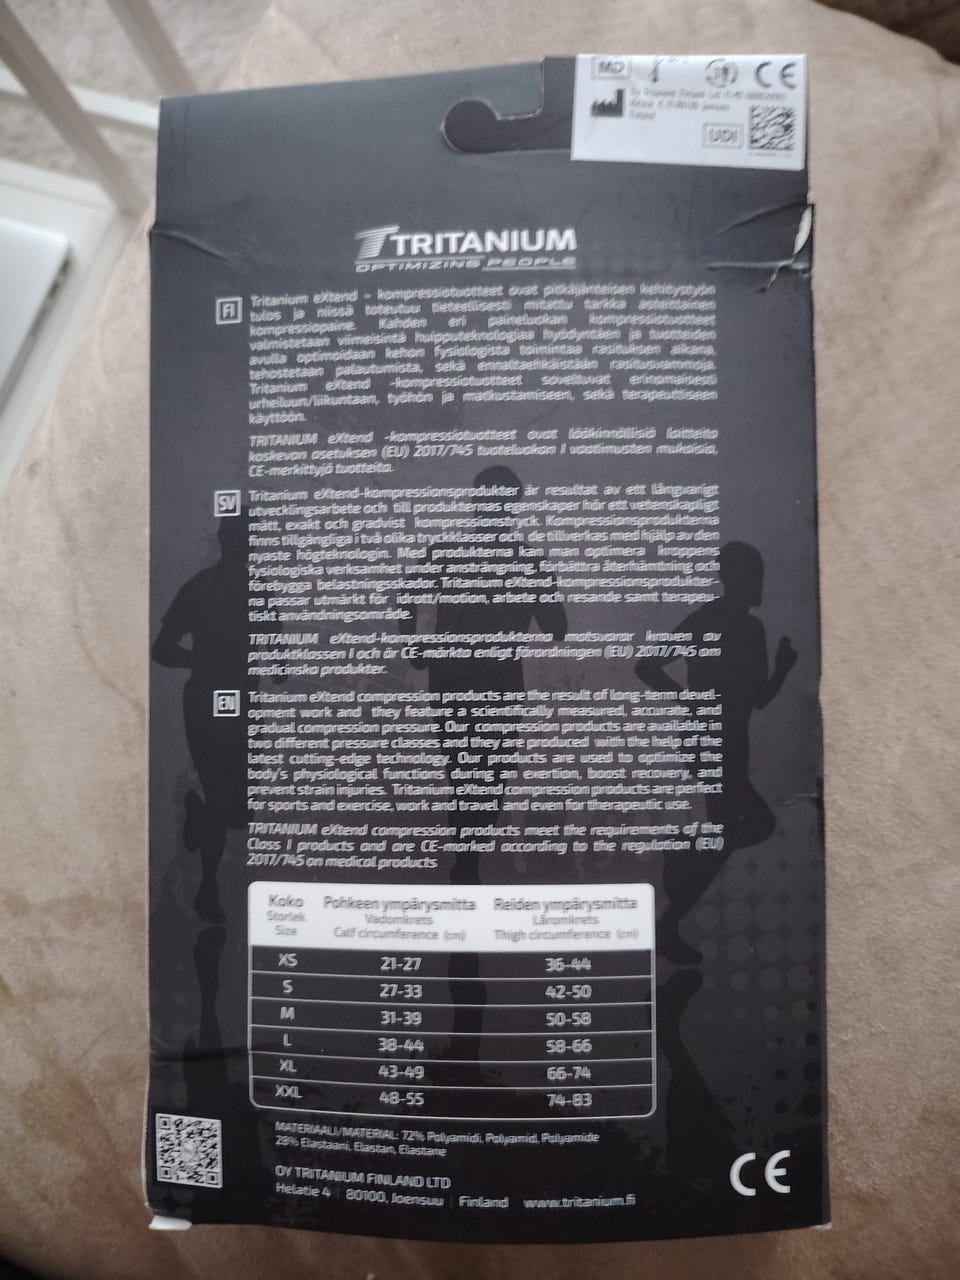 MD
CE
Finland
UDI
TRITANIUM
OPTIMIZING PEOPLE
FI
Tritanium eXtend – kompressiotuotteet ovat pitkäjänteisen kehitystyön
tulos ja niissä toteutuu tieteellisesti mitattu tarkka asteittainen
kompressiopaine. Kahden eri paineluokan kompressiotuotteet
valmistetaan viimeisintä huipputeknologiaa hyödyntäen ja tuotteiden
avulla optimoidaan kehon fysiologista toimintaa rasituksen aikana,
tehostetaan palautumista, sekä ennaltaehkäistään rasitusvammoja.
Tritanium eXtend -kompressiotuotteet soveltuvat erinomaisesti
urheiluun/liikuntaan, työhön ja matkustamiseen, sekä terapeuttiseen
käyttöön.
TRITANIUM eXtend -kompressiotuotteet ovat lääkinnällisiä laitteita
koskevan asetuksen (EU) 2017/745 tuoteluokan I vaatimusten mukaisia,
CE-merkittyjä tuotteita.
SV
Tritanium eXtend-kompressionsprodukter är resultat av ett långvarigt
utvecklingsarbete och till produkternas egenskaper hör ett vetenskapligt
mätt, exakt och gradvist kompressionstryck. Kompressionsprodukterna
finns tillgängliga i två olika tryckklasser och de tillverkas med hjälp av den
nyaste högteknologin. Med produkterna kan man optimera kroppens
fysiologiska verksamhet under ansträngning, förbättra återhämtning och
förebygga belastningsskador. Tritanium eXtend-kompressionsprodukter-
na passar utmärkt för idrott/motion, arbete och resande samt terapeu-
tiskt användningsområde.
TRITANIUM eXtend-kompressionsprodukterna motsvarar kraven av
produktklassen I och är CE-märkta enligt förordningen (EU) 2017/745 om
medicinska produkter.
EN
Tritanium eXtend compression products are the result of long-term devel-
opment work and they feature a scientifically measured, accurate, and
gradual compression pressure. Our compression products are available in
two different pressure classes and they are produced with the help of the
latest cutting-edge technology. Our products are used to optimize the
body's physiological functions during an exertion, boost recovery, and
prevent strain injuries. Tritanium eXtend compression products are perfect
for sports and exercise, work and travel and even for therapeutic use.
TRITANIUM eXtend compression products meet the requirements of the
Class I products and are CE-marked according to the regulation (EU)
2017/745 on medical products
Koko Pohkeen ympärysmitta Reiden ympärysmitta
Storlek Vadomkrets Låromkrets
Size Calf circumference (cm) Thigh circumference (cm)
XS 21-27 36-44
S 27-33 42-50
M 31-39 50-58
L 38-44 58-66
XL 43-49 66-74
XXL 48-55 74-83
MATERIAALI/MATERIAL: 72% Polyamidi, Polyamid, Polyamide
28% Elastaani, Elastan, Elastane
OY TRITANIUM FINLAND LTD
Helatie 4 | 80100, Joensuu | Finland www.tritanium.fi
CE